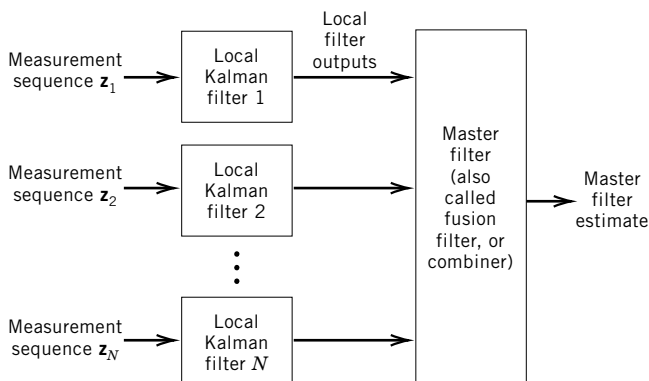 Measurement
sequence z₁
Local
Kalman
filter 1
Local
filter
outputs
Measurement
sequence z₂
Local
Kalman
filter 2
Measurement
sequence z_N
Local
Kalman
filter N
Master
filter
(also
called
fusion
filter, or
combiner)
Master
filter
estimate